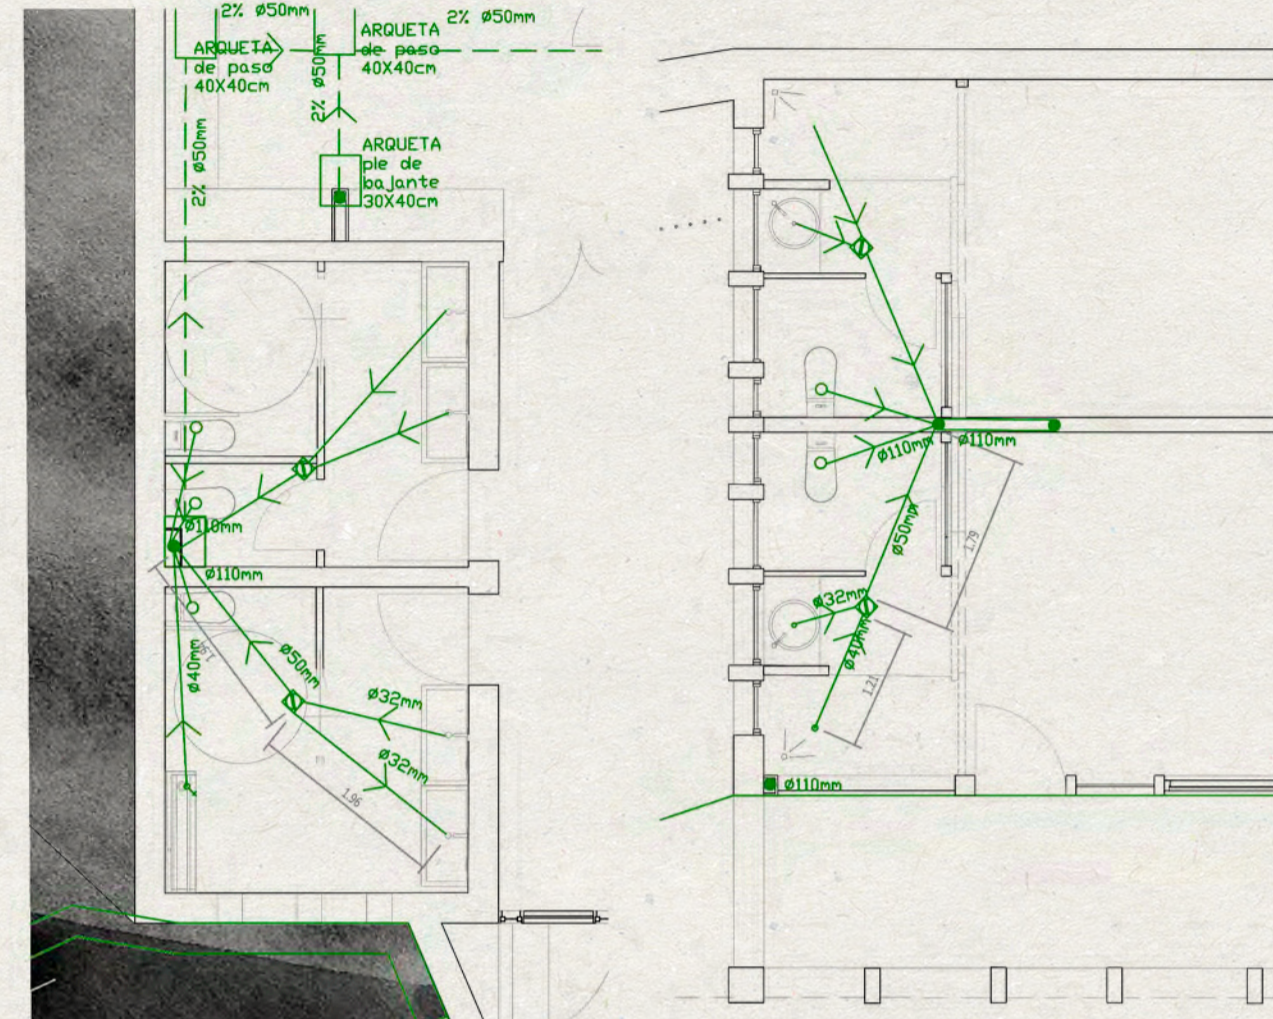 2% ø50mm
ARQUETA
de paso
40X40cm
2% ø50mm
ARQUETA
de paso
40X40cm
2% ø50mm
2% ø50mm
ARQUETA
pie de
bajante
30X40cm
ø110mm
ø110mm
ø40mm
ø50mm
ø32mm
ø32mm
1.96
ø110mm
ø110mm
ø50mm
1.79
ø32mm
ø40mm
1.21
ø110mm